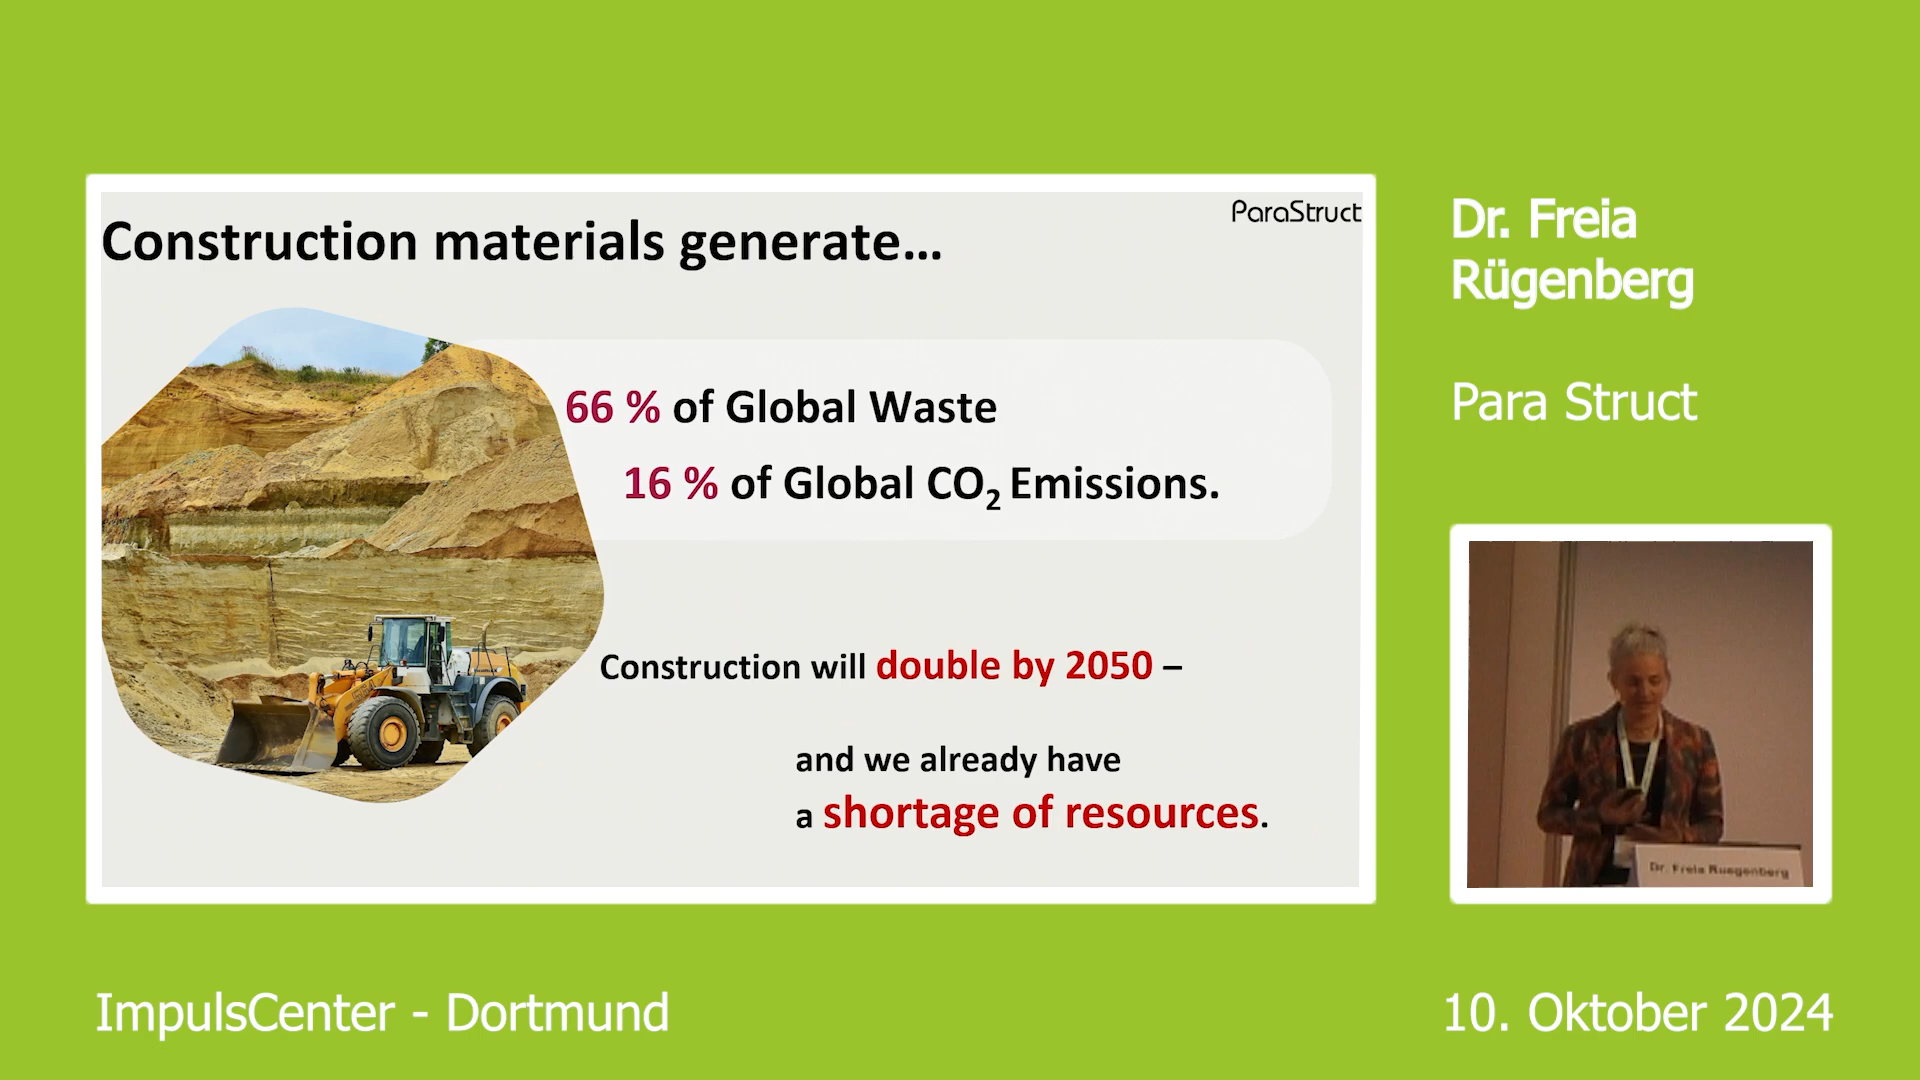 ParaStruct
Construction materials generate…
66 % of Global Waste
16 % of Global CO₂ Emissions.
Construction will double by 2050 –
and we already have
a shortage of resources.
Dr. Freia
Rügenberg
Para Struct
Dr. Freia Ruegenberg
ImpulsCenter - Dortmund
10. Oktober 2024